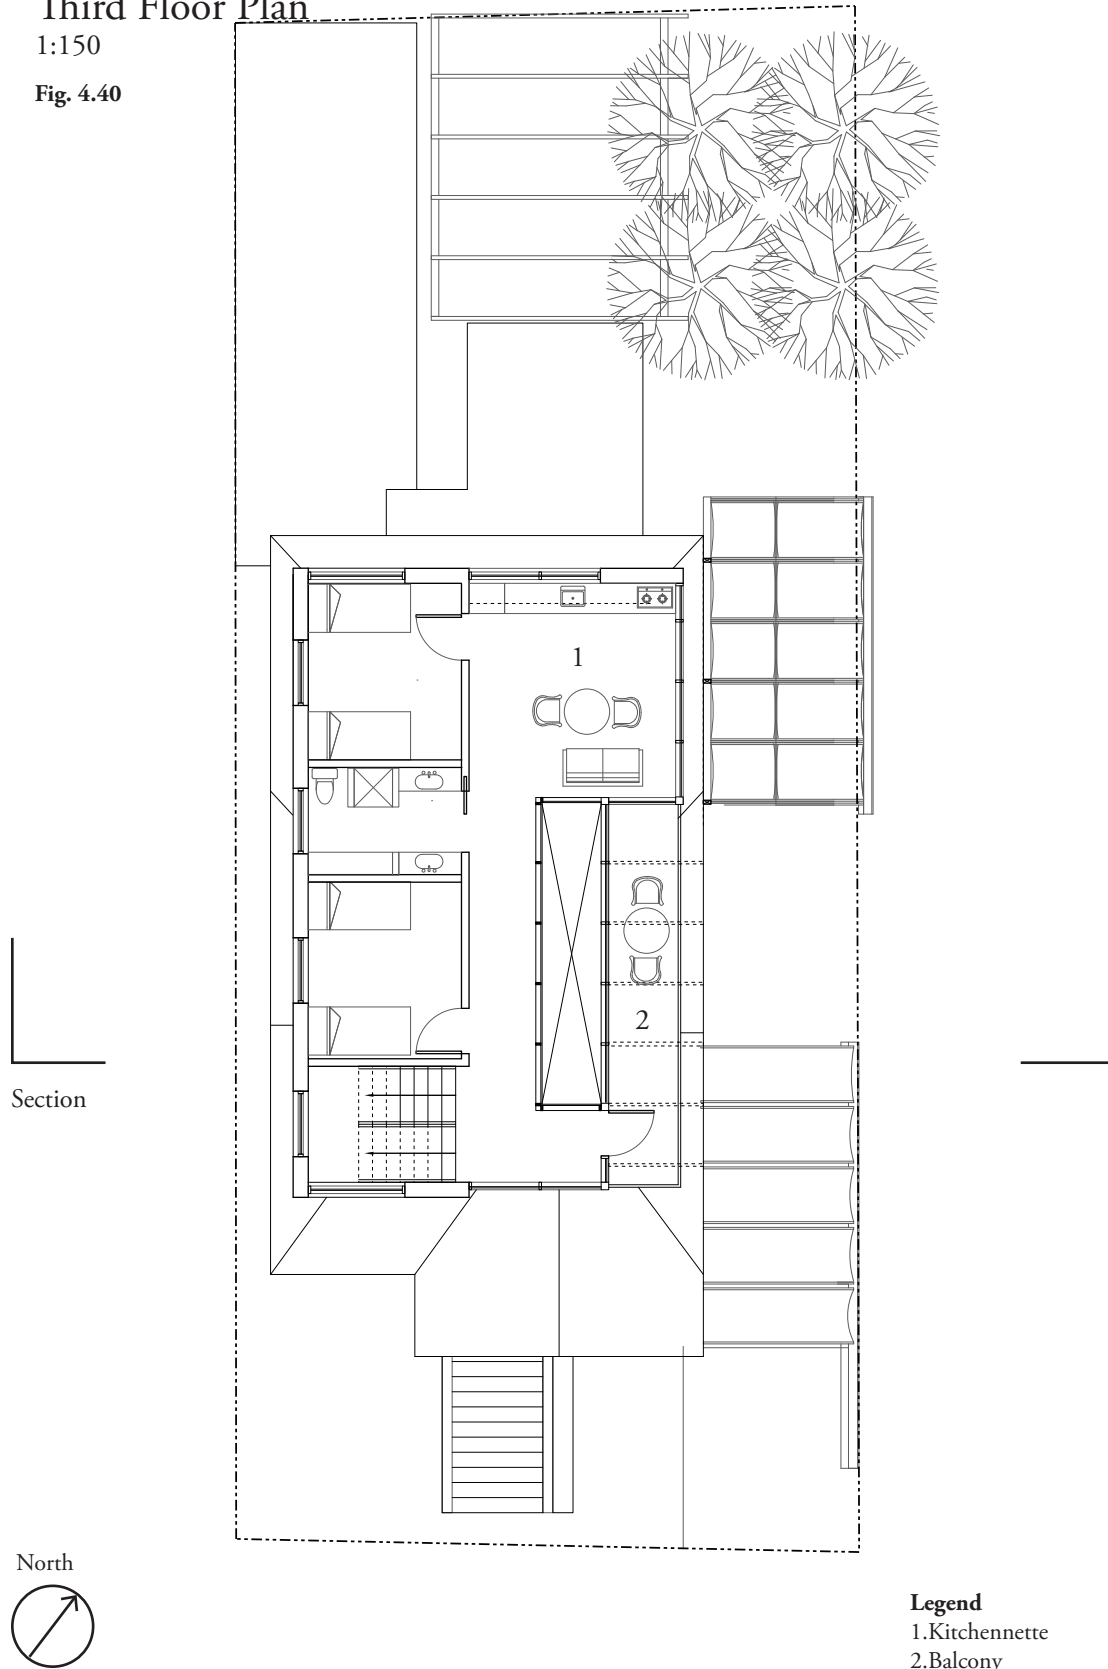 Third Floor Plan
1:150
Fig. 4.40
1
2
Section
North
Legend
1.Kitchennette
2.Balcony